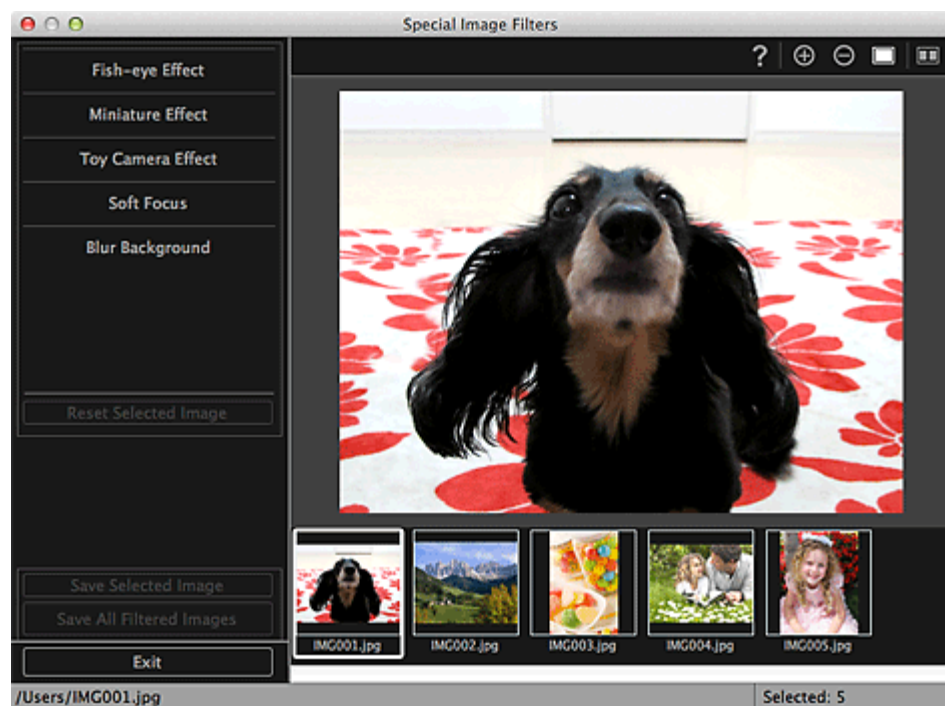 Special Image Filters
?
Fish-eye Effect
Miniature Effect
Toy Camera Effect
Soft Focus
Blur Background
Reset Selected Image
Save Selected Image
Save All Filtered Images
Exit
IMG001.jpg
IMG002.jpg
IMG003.jpg
IMG004.jpg
IMG005.jpg
/Users/IMG001.jpg
Selected: 5